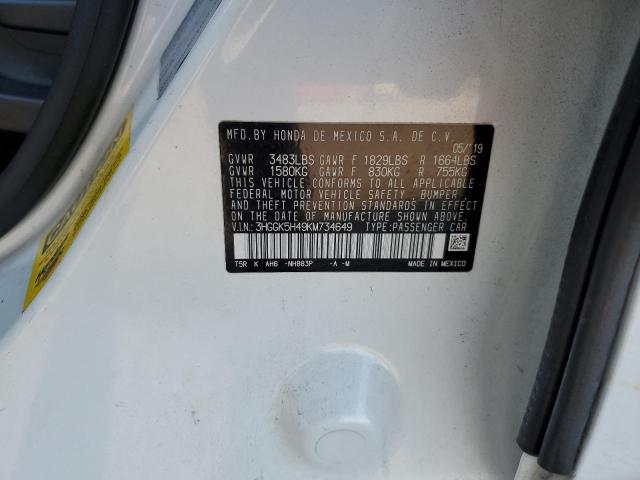 MFD.BY HONDA DE MEXICO S.A. DE C.V.
05/'19
GVWR 3483LBS GAWR F 1829LBS R 1664LBS
GVWR 1580KG GAWR F 830KG R 755KG
THIS VEHICLE CONFORMS TO ALL APPLICABLE
FEDERAL MOTOR VEHICLE SAFETY, BUMPER
AND THEFT PREVENTION STANDARDS IN EFFECT
ON THE DATE OF MANUFACTURE SHOWN ABOVE.
V.I.N.: 3HGGK5H49KM734649 TYPE:PASSENGER CAR
T5R K AH6 -NH883P -A -M MADE IN MEXICO